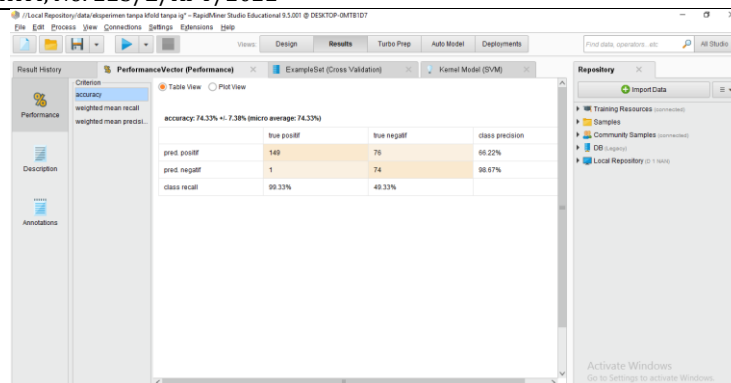 //Local Repository/data/eksperimen tanpa kfold tanpa ig* – RapidMiner Studio Educational 9.5.001 @ DESKTOP-0MTB1D7
File Edit Process View Connections Settings Extensions Help
Views: Design Results Turbo Prep Auto Model Deployments Find data, operators...etc All Studio
Result History PerformanceVector (Performance) ExampleSet (Cross Validation) Kernel Model (SVM) Repository
Criterion
accuracy
weighted mean recall
weighted mean precisi...
Performance
Description
Annotations
Table View Plot View
accuracy: 74.33% +/- 7.38% (micro average: 74.33%)
true positif true negatif class precision
pred. positif 149 76 66.22%
pred. negatif 1 74 98.67%
class recall 99.33% 49.33%
Import Data
Training Resources (connected)
Samples
Community Samples (connected)
DB (Legacy)
Local Repository
Activate Windows
Go to Settings to activate Windows.